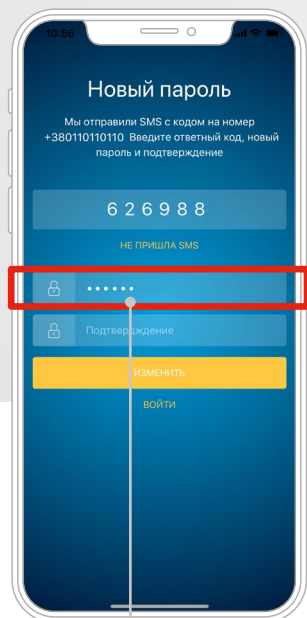 10:56
Новый пароль
Мы отправили SMS с кодом на номер
+380110110110 Введите ответный код, новый
пароль и подтверждение
626988
НЕ ПРИШЛА SMS
••••••
Подтвердждение
ИЗМЕНИТЬ
ВОЙТИ